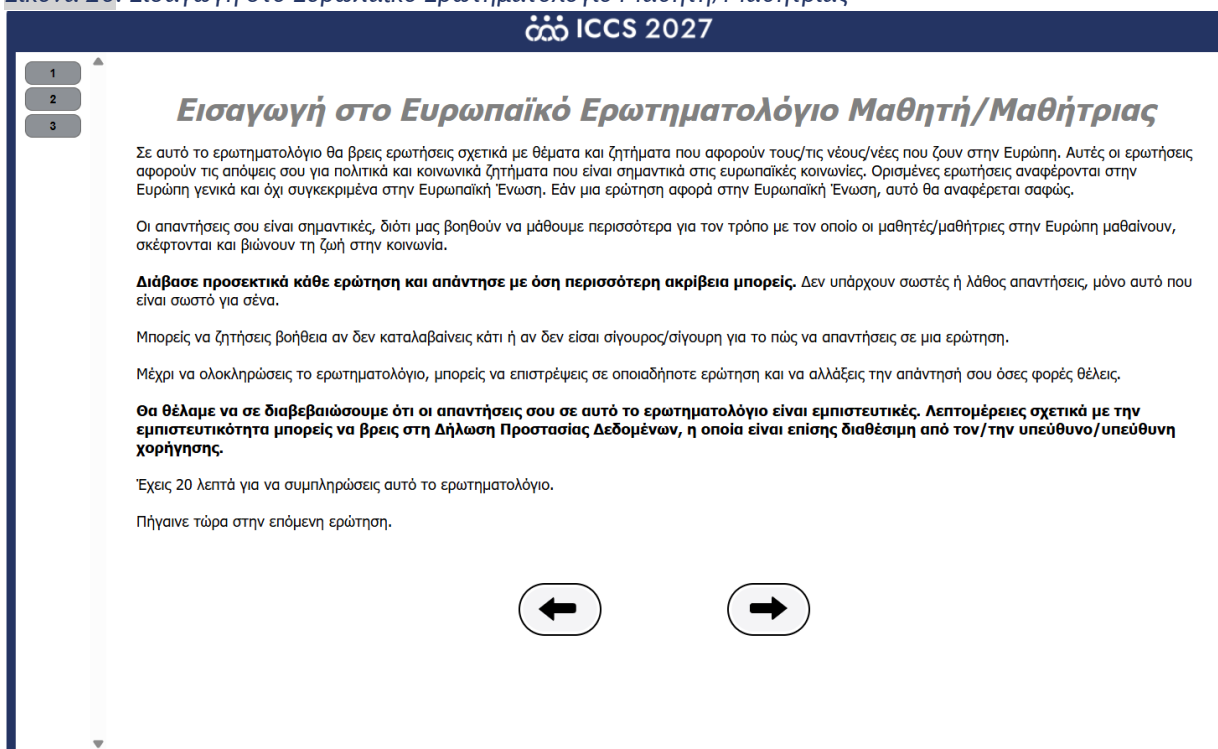 Εισαγωγή στο Ευρωπαϊκό Ερωτηματολόγιο Μαθητή/Μαθήτριας
ICCS 2027
1
2
3
Εισαγωγή στο Ευρωπαϊκό Ερωτηματολόγιο Μαθητή/Μαθήτριας
Σε αυτό το ερωτηματολόγιο θα βρεις ερωτήσεις σχετικά με θέματα και ζητήματα που αφορούν τους/τις νέους/νέες που ζουν στην Ευρώπη. Αυτές οι ερωτήσεις
αφορούν τις απόψεις σου για πολιτικά και κοινωνικά ζητήματα που είναι σημαντικά στις ευρωπαϊκές κοινωνίες. Ορισμένες ερωτήσεις αναφέρονται στην
Ευρώπη γενικά και όχι συγκεκριμένα στην Ευρωπαϊκή Ένωση. Εάν μια ερώτηση αφορά στην Ευρωπαϊκή Ένωση, αυτό θα αναφέρεται σαφώς.
Οι απαντήσεις σου είναι σημαντικές, διότι μας βοηθούν να μάθουμε περισσότερα για τον τρόπο με τον οποίο οι μαθητές/μαθήτριες στην Ευρώπη μαθαίνουν,
σκέφτονται και βιώνουν τη ζωή στην κοινωνία.
Διάβασε προσεκτικά κάθε ερώτηση και απάντησε με όση περισσότερη ακρίβεια μπορείς. Δεν υπάρχουν σωστές ή λάθος απαντήσεις, μόνο αυτό που
είναι σωστό για σένα.
Μπορείς να ζητήσεις βοήθεια αν δεν καταλαβαίνεις κάτι ή αν δεν είσαι σίγουρος/σίγουρη για το πώς να απαντήσεις σε μια ερώτηση.
Μέχρι να ολοκληρώσεις το ερωτηματολόγιο, μπορείς να επιστρέψεις σε οποιαδήποτε ερώτηση και να αλλάξεις την απάντησή σου όσες φορές θέλεις.
Θα θέλαμε να σε διαβεβαιώσουμε ότι οι απαντήσεις σου σε αυτό το ερωτηματολόγιο είναι εμπιστευτικές. Λεπτομέρειες σχετικά με την
εμπιστευτικότητα μπορείς να βρεις στη Δήλωση Προστασίας Δεδομένων, η οποία είναι επίσης διαθέσιμη από τον/την υπεύθυνο/υπεύθυνη
χορήγησης.
Έχεις 20 λεπτά για να συμπληρώσεις αυτό το ερωτηματολόγιο.
Πήγαινε τώρα στην επόμενη ερώτηση.